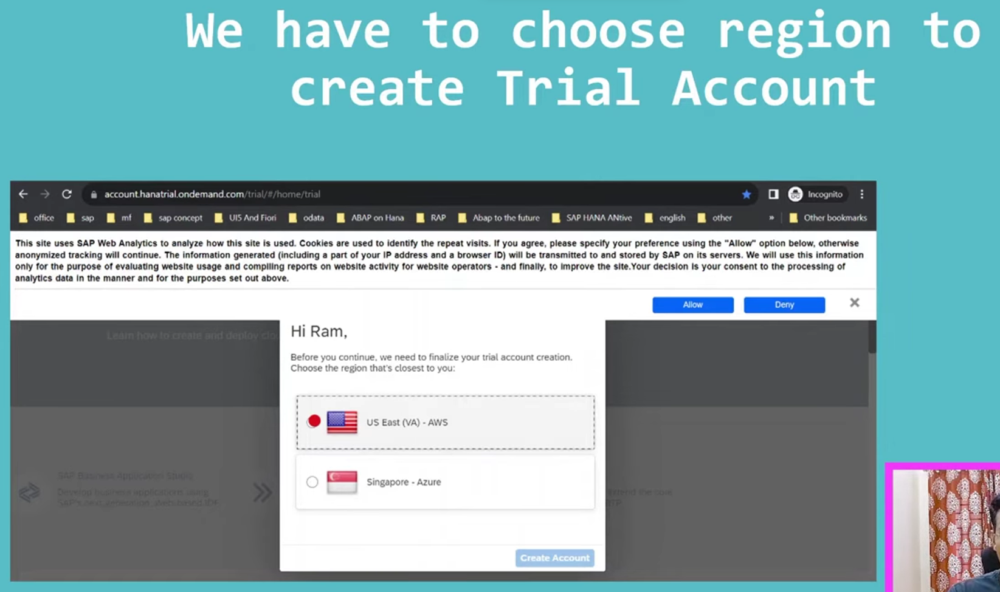 We have to choose region to
create Trial Account
account.hanatrial.ondemand.com/trial/#/home/trial
Incognito
office sap mf sap concept UI5 And Fiori odata ABAP on Hana RAP Abap to the future SAP HANA ANtive english other » Other bookmarks
This site uses SAP Web Analytics to analyze how this site is used. Cookies are used to identify the repeat visits. If you agree, please specify your preference using the "Allow" option below, otherwise
anonymized tracking will continue. The information generated (including a part of your IP address and a browser ID) will be transmitted to and stored by SAP on its servers. We will use this information
only for the purpose of evaluating website usage and compiling reports on website activity for website operators - and finally, to improve the site.Your decision is your consent to the processing of
analytics data in the manner and for the purposes set out above.
Allow Deny
Learn how to create and deploy clo
Hi Ram,
Before you continue, we need to finalize your trial account creation.
Choose the region that's closest to you:
US East (VA) - AWS
SAP Business Application Studio
Develop business applications using
SAP's next generation, Web-based IDE
Singapore - Azure
Extend the core
BTP
Create Account